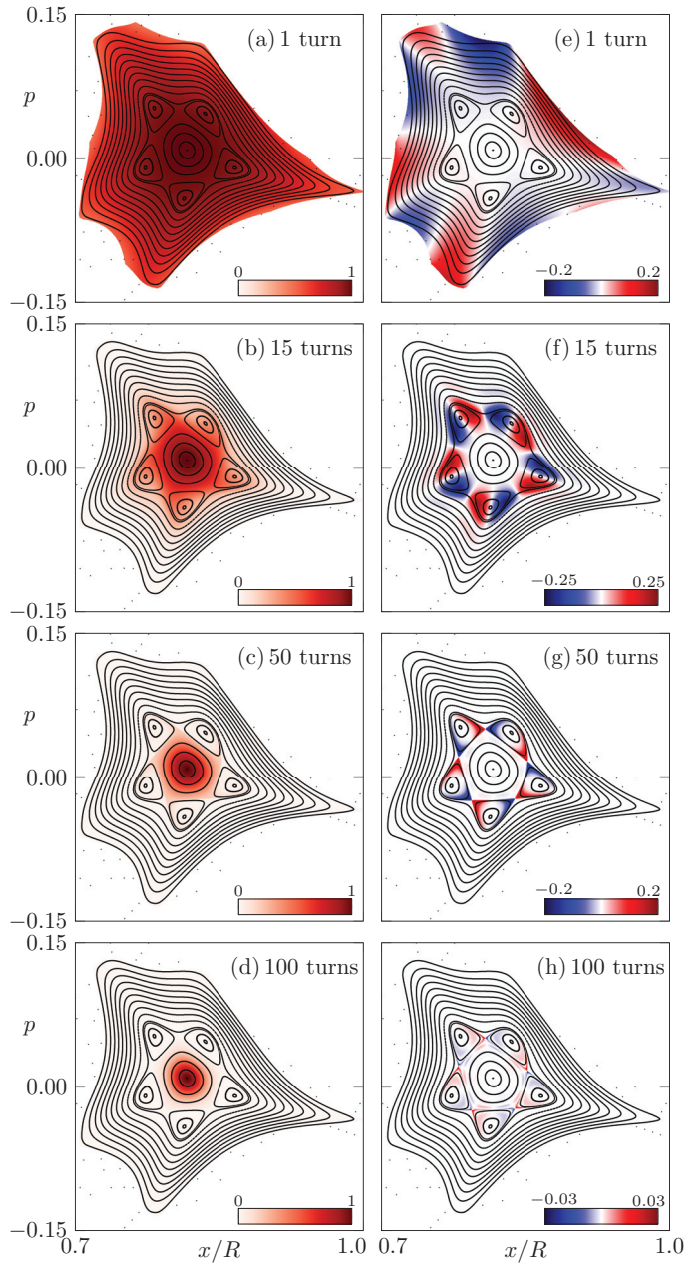 0.15
(a) 1 turn
(e) 1 turn
p
0.00
0 1
−0.2 0.2
−0.15
0.15
(b) 15 turns
(f) 15 turns
p
0.00
0 1
−0.25 0.25
−0.15
0.15
(c) 50 turns
(g) 50 turns
p
0.00
0 1
−0.2 0.2
−0.15
0.15
(d) 100 turns
(h) 100 turns
p
0.00
0 1
−0.03 0.03
−0.15
0.7 x/R 1.0
0.7 x/R 1.0